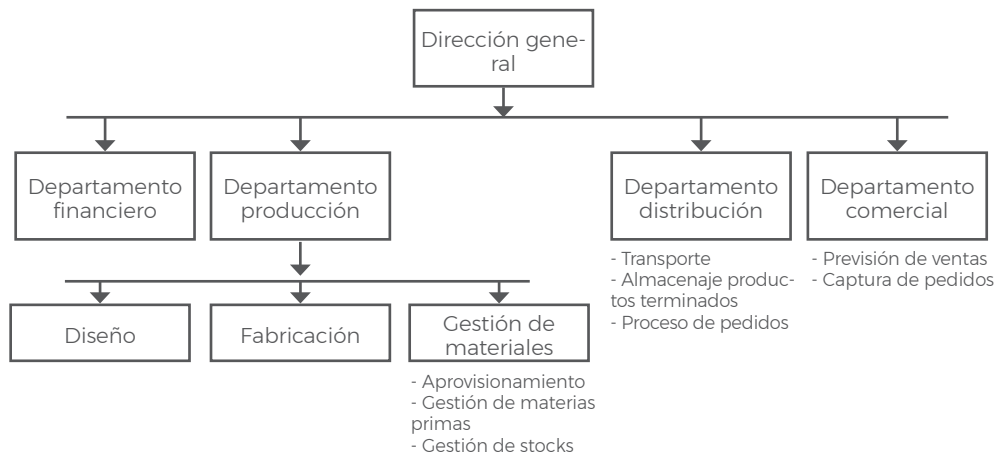 Dirección gene-
ral
Departamento
financiero
Departamento
producción
Departamento
distribución
Departamento
comercial
- Transporte
- Almacenaje produc-
tos terminados
- Proceso de pedidos
- Previsión de ventas
- Captura de pedidos
Diseño
Fabricación
Gestión de
materiales
- Aprovisionamiento
- Gestión de materias
primas
- Gestión de stocks